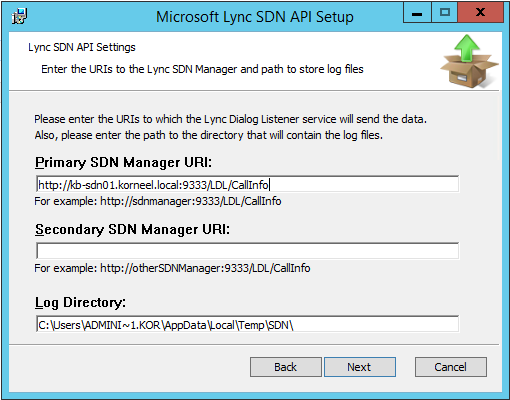 Microsoft Lync SDN API Setup
Lync SDN API Settings
Enter the URIs to the Lync SDN Manager and path to store log files
Please enter the URIs to which the Lync Dialog Listener service will send the data.
Also, please enter the path to the directory that will contain the log files.
Primary SDN Manager URI:
http://kb-sdn01.korneel.local:9333/LDL/CallInfo
For example: http://sdnmanager:9333/LDL/CallInfo
Secondary SDN Manager URI:
For example: http://otherSDNManager:9333/LDL/CallInfo
Log Directory:
C:\Users\ADMINI~1.KOR\AppData\Local\Temp\SDN\
Back Next Cancel